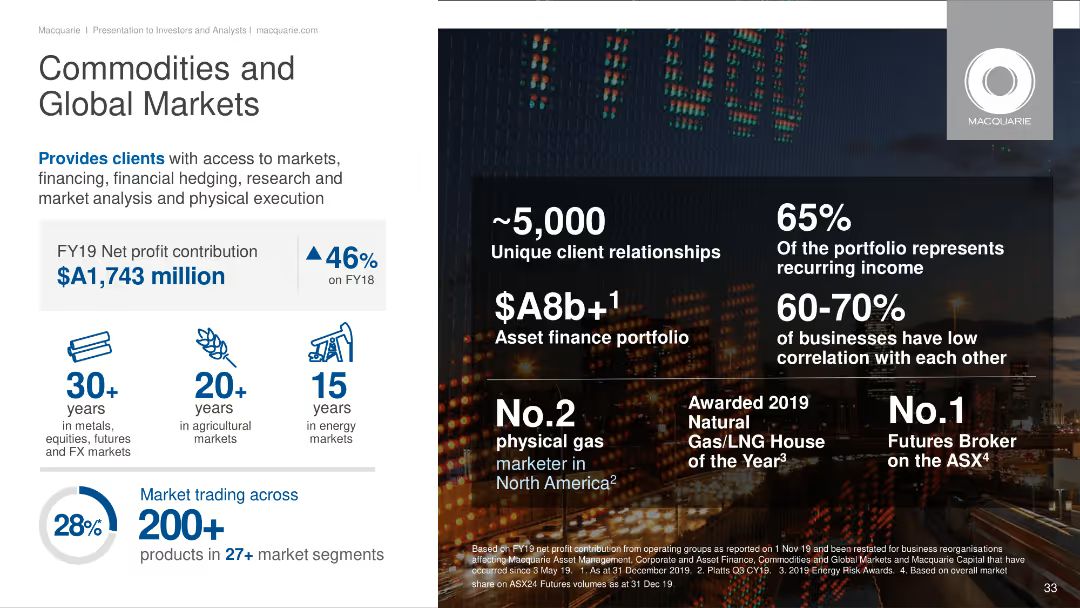 Macquarie | Presentation to Investors and Analysts | macquarie.com
Commodities and
Global Markets
Provides clients with access to markets,
financing, financial hedging, research and
market analysis and physical execution
FY19 Net profit contribution
$A1,743 million
46%
on FY18
30+
years
in metals,
equities, futures
and FX markets
20+
years
in agricultural
markets
15
years
in energy
markets
28%*
Market trading across
200+
products in 27+ market segments
MACQUARIE
~5,000
Unique client relationships
65%
Of the portfolio represents
recurring income
$A8b+1
Asset finance portfolio
60-70%
of businesses have low
correlation with each other
No.2
physical gas
marketer in
North America2
Awarded 2019
Natural
Gas/LNG House
of the Year3
No.1
Futures Broker
on the ASX4
Based on FY19 net profit contribution from operating groups as reported on 1 Nov 19 and been restated for business reorganisations
affecting Macquarie Asset Management, Corporate and Asset Finance, Commodities and Global Markets and Macquarie Capital that have
occurred since 3 May 19. 1. As at 31 December 2019. 2. Platts Q3 CY19. 3. 2019 Energy Risk Awards. 4. Based on overall market
share on ASX24 Futures volumes as at 31 Dec 19.
33